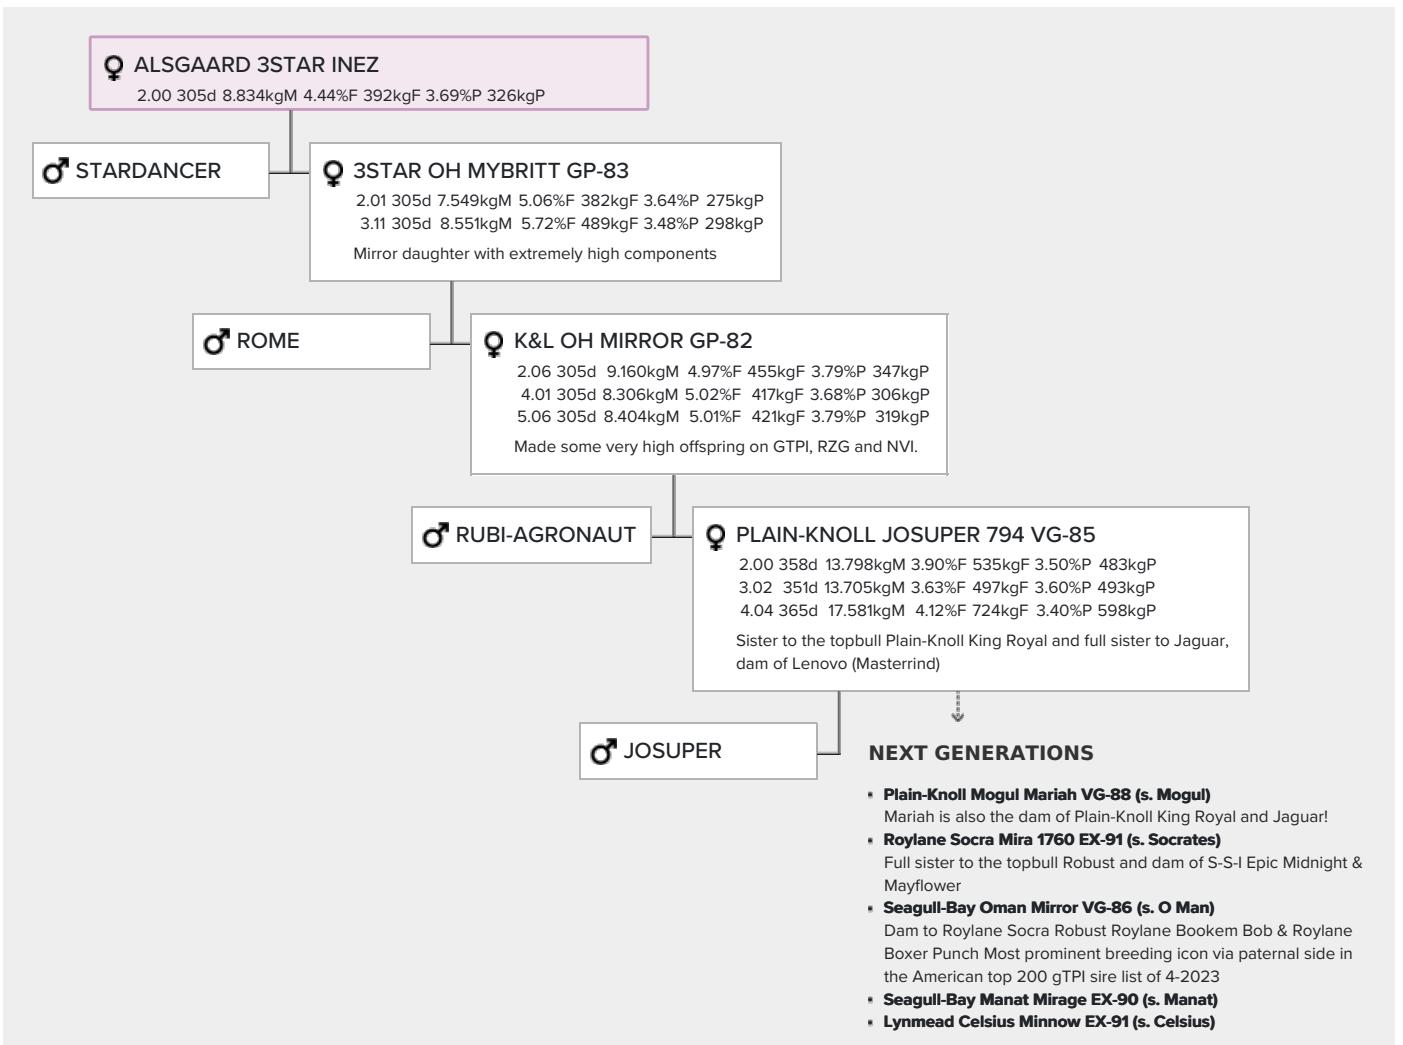 ALSGAARD 3STAR INEZ
2.00 305d 8.834kgM 4.44%F 392kgF 3.69%P 326kgP
STARDANCER
3STAR OH MYBRITT GP-83
2.01 305d 7.549kgM 5.06%F 382kgF 3.64%P 275kgP
3.11 305d 8.551kgM 5.72%F 489kgF 3.48%P 298kgP
Mirror daughter with extremely high components
ROME
K&L OH MIRROR GP-82
2.06 305d 9.160kgM 4.97%F 455kgF 3.79%P 347kgP
4.01 305d 8.306kgM 5.02%F 417kgF 3.68%P 306kgP
5.06 305d 8.404kgM 5.01%F 421kgF 3.79%P 319kgP
Made some very high offspring on GTPI, RZG and NVI.
RUBI-AGRONAUT
PLAIN-KNOLL JOSUPER 794 VG-85
2.00 358d 13.798kgM 3.90%F 535kgF 3.50%P 483kgP
3.02 351d 13.705kgM 3.63%F 497kgF 3.60%P 493kgP
4.04 365d 17.581kgM 4.12%F 724kgF 3.40%P 598kgP
Sister to the topbull Plain-Knoll King Royal and full sister to Jaguar,
dam of Lenovo (Masterrind)
JOSUPER
NEXT GENERATIONS
Plain-Knoll Mogul Mariah VG-88 (s. Mogul)
Mariah is also the dam of Plain-Knoll King Royal and Jaguar!
Roylane Socra Mira 1760 EX-91 (s. Socrates)
Full sister to the topbull Robust and dam of S-S-I Epic Midnight &
Mayflower
Seagull-Bay Oman Mirror VG-86 (s. O Man)
Dam to Roylane Socra Robust Roylane Bookem Bob & Roylane
Boxer Punch Most prominent breeding icon via paternal side in
the American top 200 gTPI sire list of 4-2023
Seagull-Bay Manat Mirage EX-90 (s. Manat)
Lynmead Celsius Minnow EX-91 (s. Celsius)